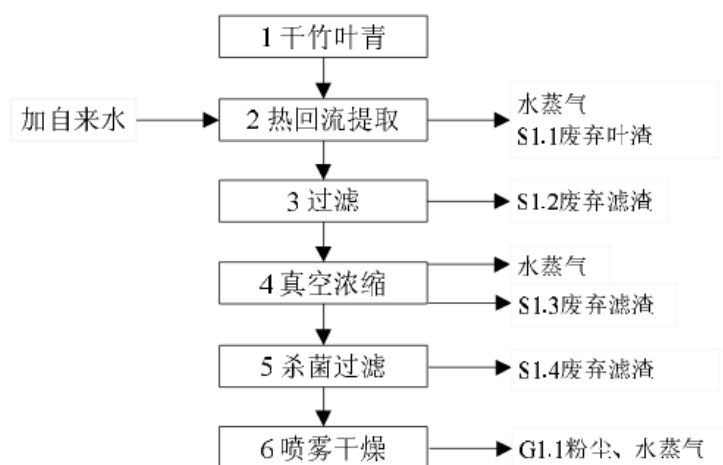 1 干竹叶青
加自来水
2 热回流提取
水蒸气
S1.1废弃叶渣
3 过滤
S1.2废弃滤渣
4 真空浓缩
水蒸气
S1.3废弃滤渣
5 杀菌过滤
S1.4废弃滤渣
6 喷雾干燥
G1.1粉尘、水蒸气